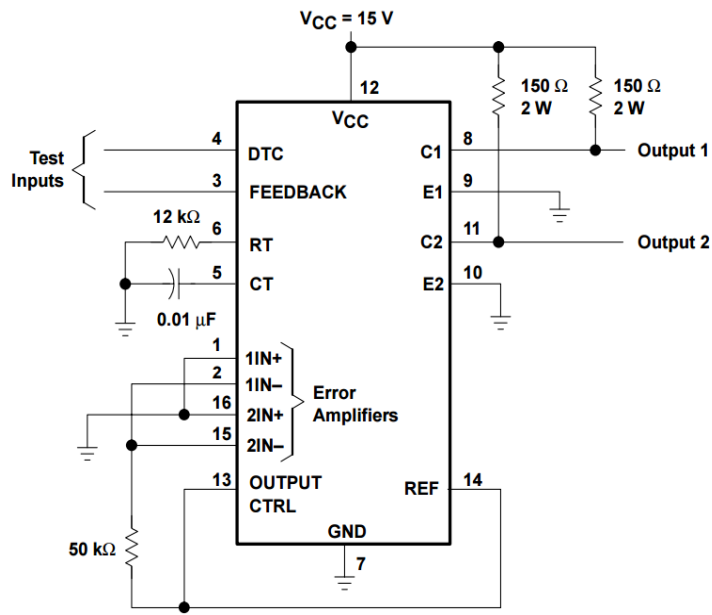 VCC = 15 V
12
VCC
150 Ω
2 W
150 Ω
2 W
Test
Inputs
4
DTC
3
FEEDBACK
C1
8
Output 1
E1
9
12 kΩ
6
RT
C2
11
Output 2
5
CT
E2
10
0.01 µF
1
1IN+
2
1IN–
16
2IN+
15
2IN–
Error
Amplifiers
13
OUTPUT
CTRL
REF
14
50 kΩ
GND
7